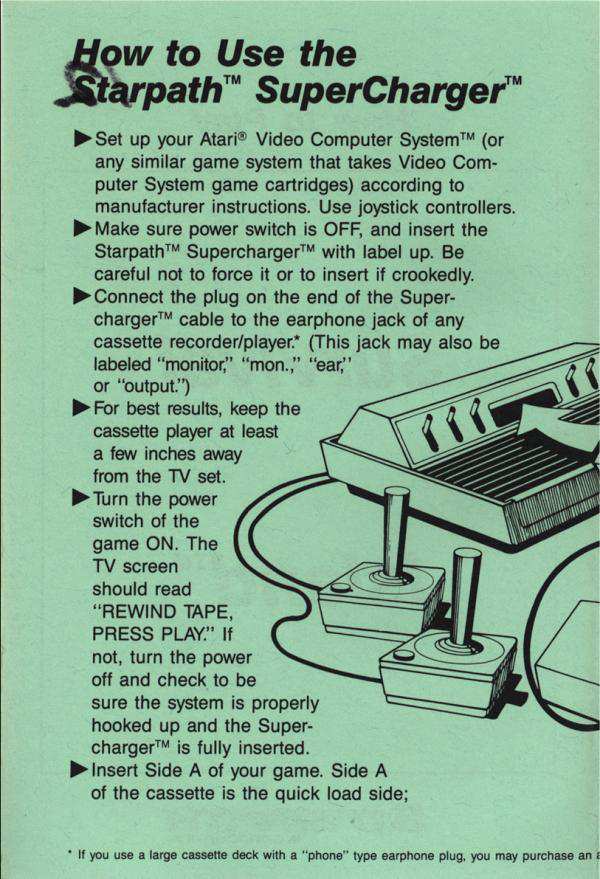 How to Use the
Starpath™ SuperCharger™
▶Set up your Atari® Video Computer System™ (or
any similar game system that takes Video Com-
puter System game cartridges) according to
manufacturer instructions. Use joystick controllers.
▶Make sure power switch is OFF, and insert the
Starpath™ Supercharger™ with label up. Be
careful not to force it or to insert if crookedly.
▶Connect the plug on the end of the Super-
charger™ cable to the earphone jack of any
cassette recorder/player.* (This jack may also be
labeled “monitor,” “mon.,” “ear,”
or “output.”)
▶For best results, keep the
cassette player at least
a few inches away
from the TV set.
▶Turn the power
switch of the
game ON. The
TV screen
should read
“REWIND TAPE,
PRESS PLAY.” If
not, turn the power
off and check to be
sure the system is properly
hooked up and the Super-
charger™ is fully inserted.
▶Insert Side A of your game. Side A
of the cassette is the quick load side;
* If you use a large cassette deck with a “phone” type earphone plug, you may purchase an